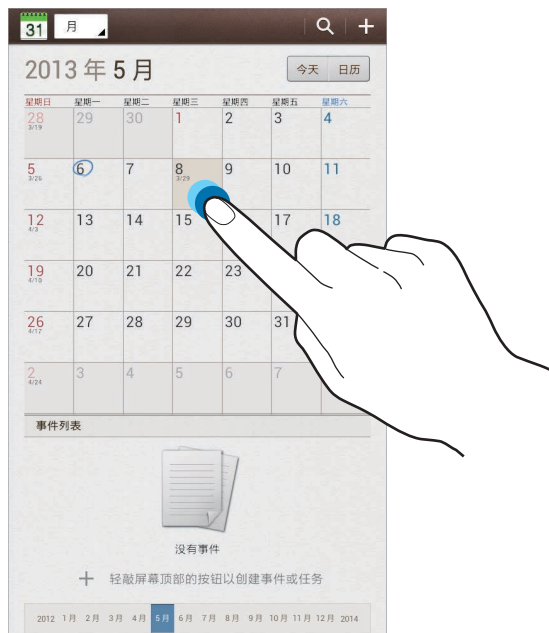 31 月
2013 年 5 月 今天 日历
星期日 星期一 星期二 星期三 星期四 星期五 星期六
28 29 30 1 2 3 4
3/19
5 6 7 8 9 10 11
3/26 3/29
12 13 14 15 17 18
4/3
19 20 21 22 23
4/10
26 27 28 29 30 31
4/17
2 3 4 5 6 7
4/24
事件列表
没有事件
轻敲屏幕顶部的按钮以创建事件或任务
2012 1月 2月 3月 4月 5月 6月 7月 8月 9月 10月 11月 12月 2014